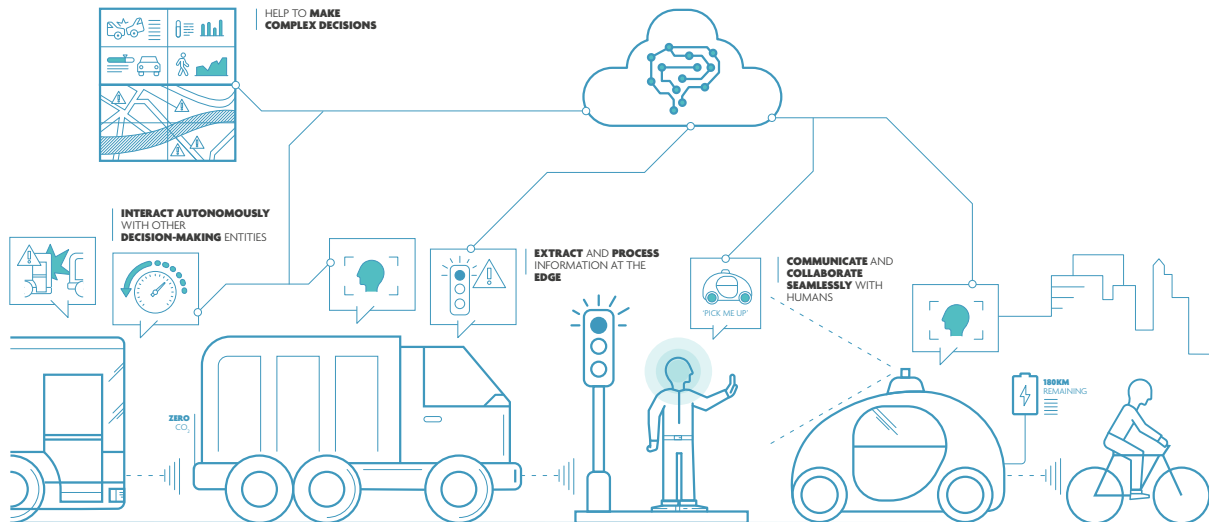 HELP TO MAKE
COMPLEX DECISIONS
INTERACT AUTONOMOUSLY
WITH OTHER
DECISION-MAKING ENTITIES
EXTRACT AND PROCESS
INFORMATION AT THE
EDGE
'PICK ME UP'
COMMUNICATE AND
COLLABORATE
SEAMLESSLY WITH
HUMANS
180KM
REMAINING
ZERO
CO₂